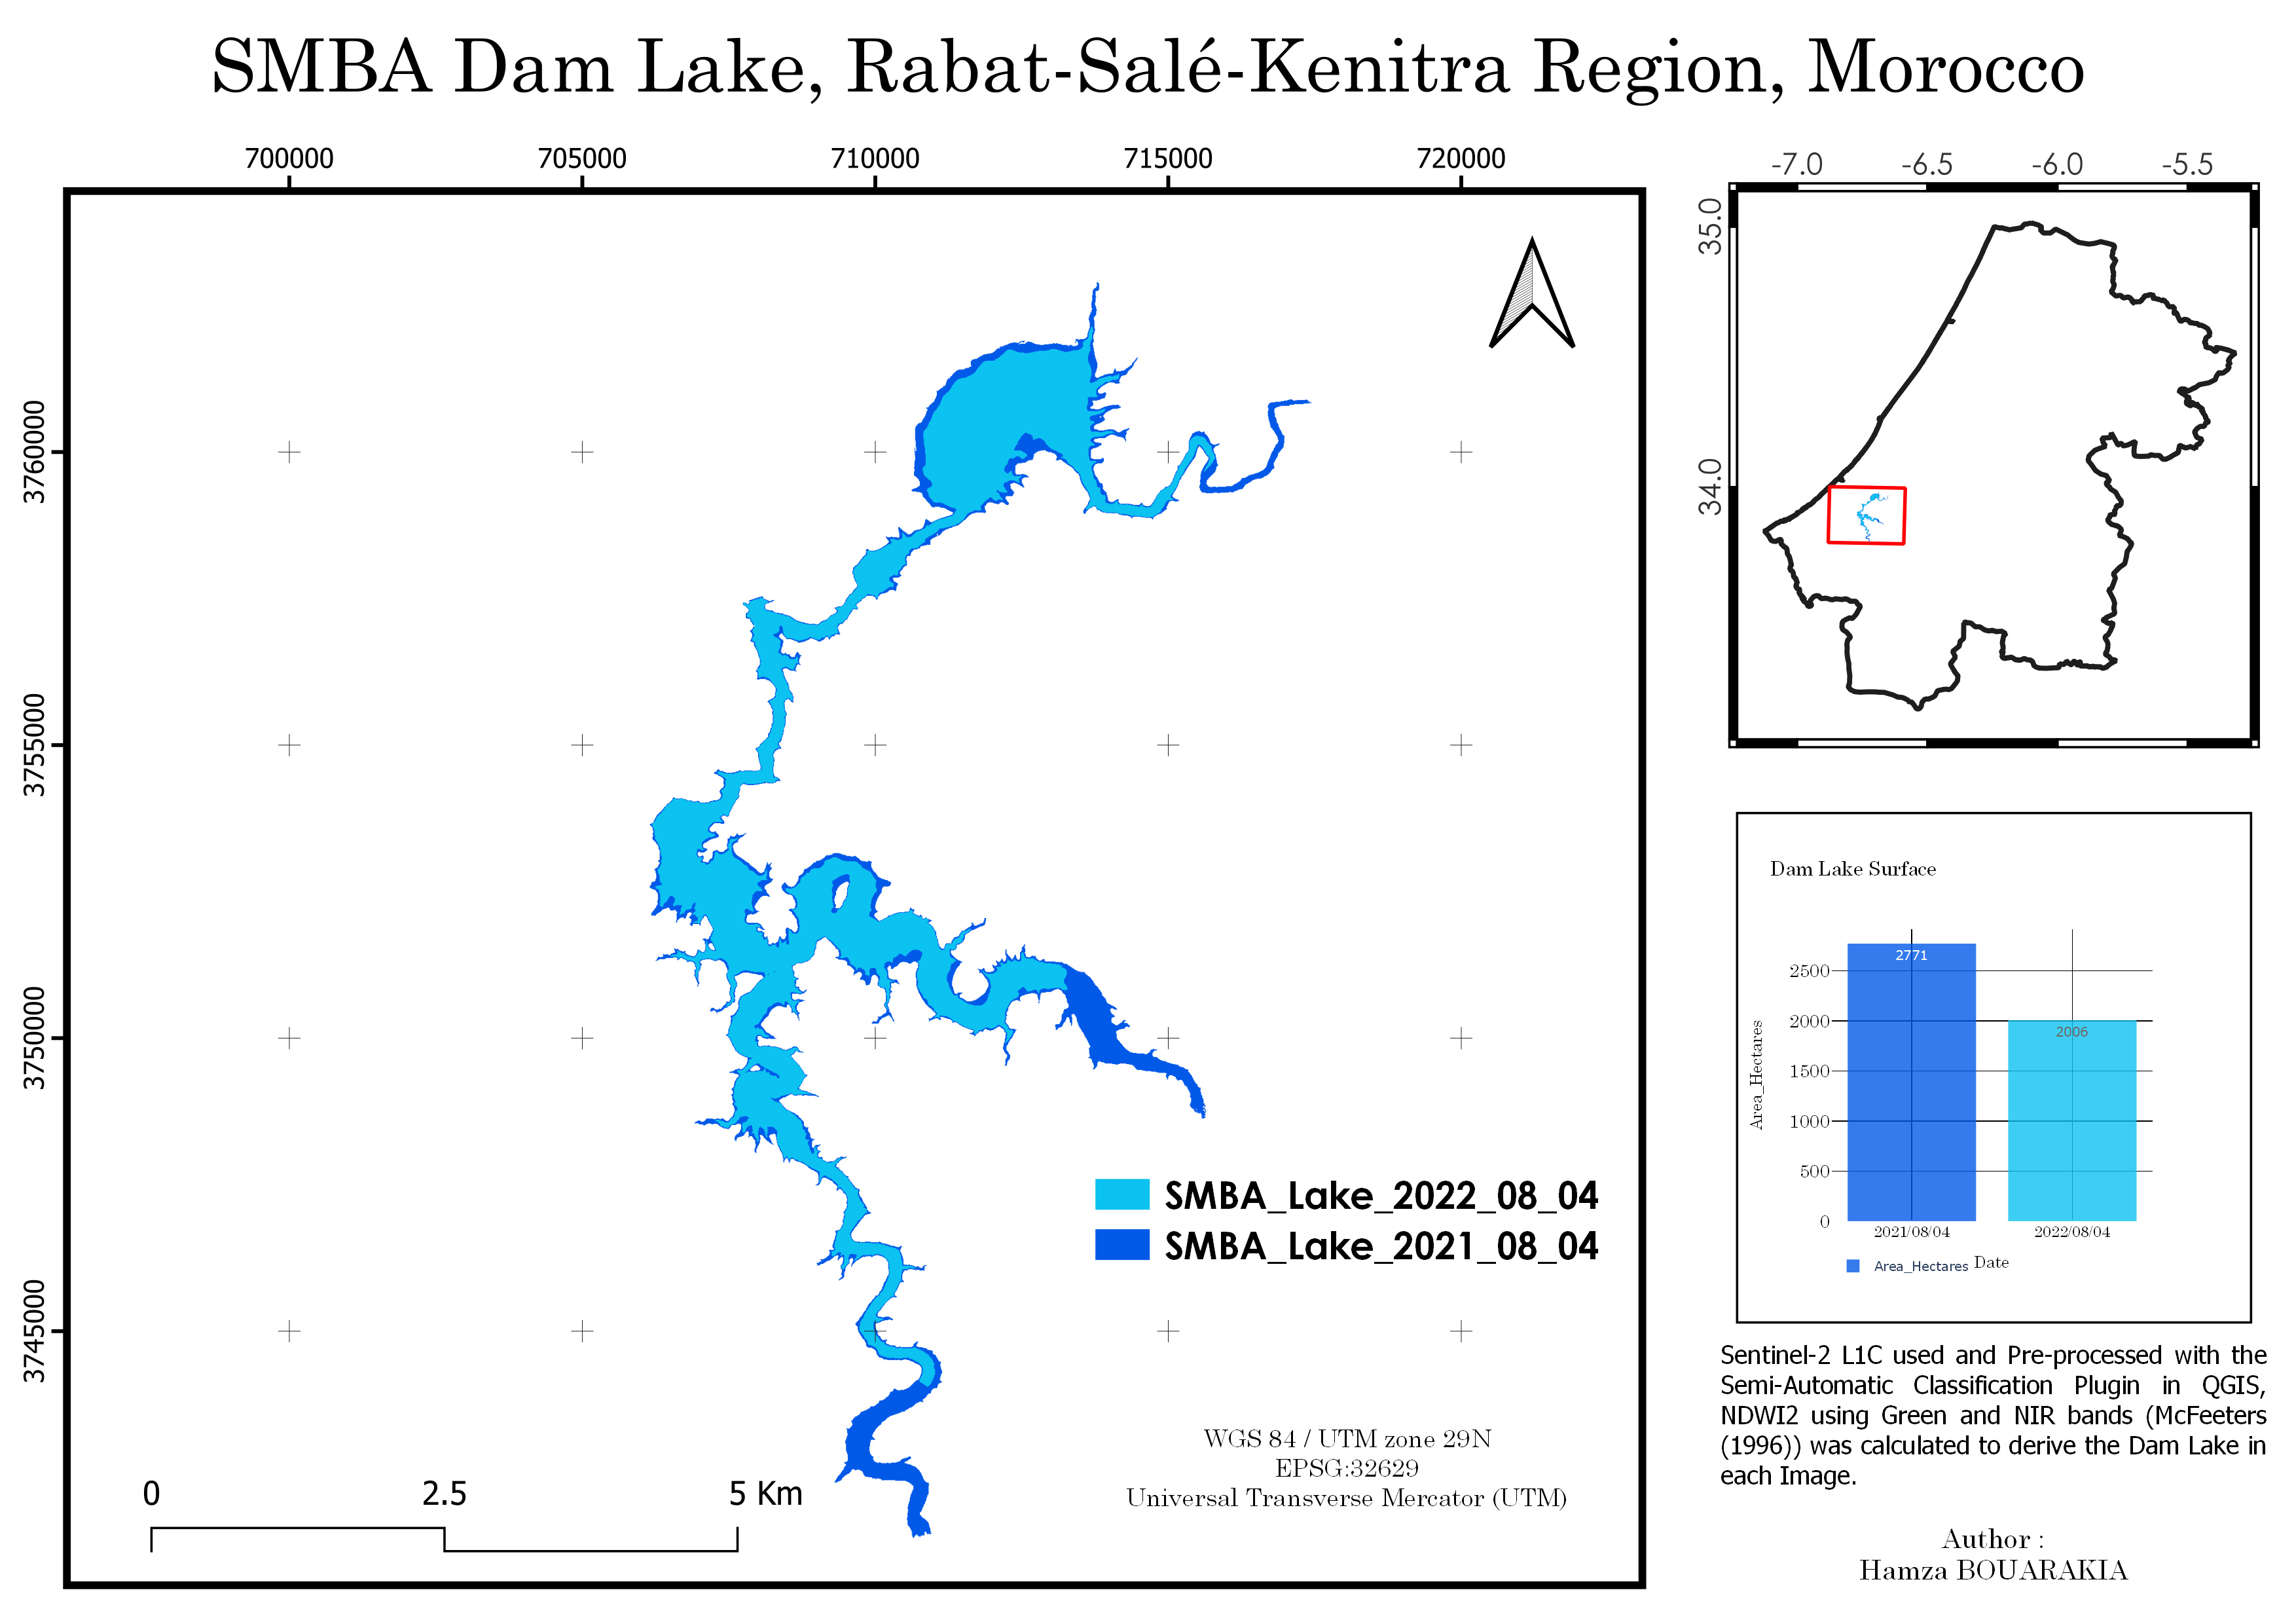 SMBA Dam Lake, Rabat-Salé-Kenitra Region, Morocco
700000 705000 710000 715000 720000
3760000
3755000
3750000
3745000
SMBA_Lake_2022_08_04
SMBA_Lake_2021_08_04
WGS 84 / UTM zone 29N
EPSG:32629
Universal Transverse Mercator (UTM)
0 2.5 5 Km
-7.0 -6.5 -6.0 -5.5
35.0
34.0
Dam Lake Surface
Area_Hectares
2500
2000
1500
1000
500
0
2771
2006
2021/08/04 2022/08/04
Area_Hectares Date
Sentinel-2 L1C used and Pre-processed with the
Semi-Automatic Classification Plugin in QGIS,
NDWI2 using Green and NIR bands (McFeeters
(1996)) was calculated to derive the Dam Lake in
each Image.
Author :
Hamza BOUARAKIA